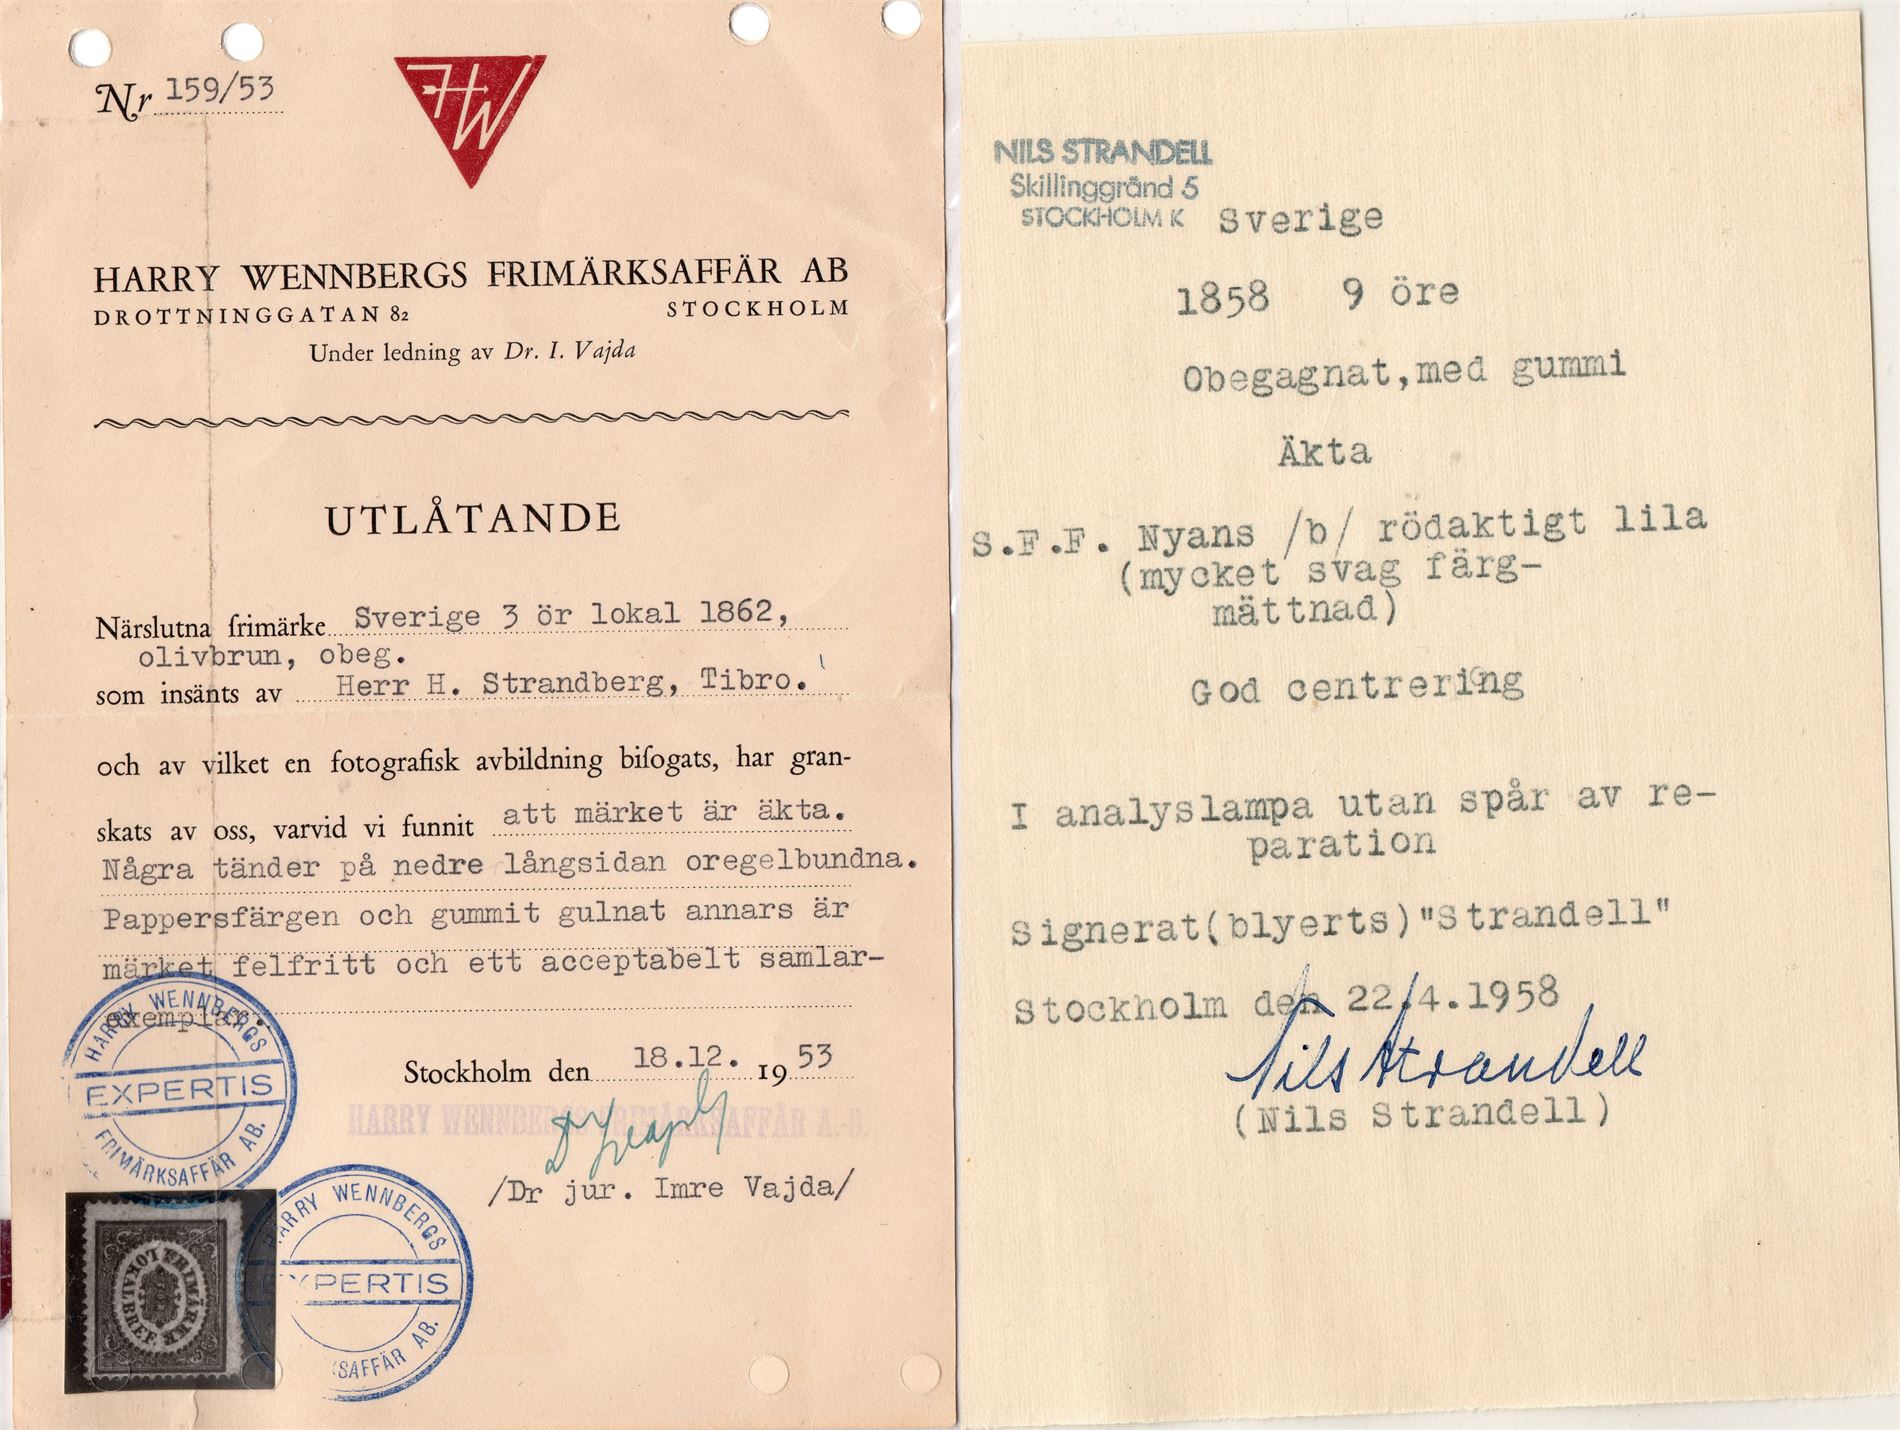 Nr 159/53
HW
HARRY WENNBERGS FRIMÄRKSAFFÄR AB
DROTTNINGGATAN 82 STOCKHOLM
Under ledning av Dr. I. Vajda
UTLÅTANDE
Närslutna frimärke Sverige 3 ör lokal 1862,
olivbrun, obeg.
som insänts av Herr H. Strandberg, Tibro.
och av vilket en fotografisk avbildning bifogats, har gran-
skats av oss, varvid vi funnit att märket är äkta.
Några tänder på nedre långsidan oregelbundna.
Pappersfärgen och gummit gulnat annars är
märket felfritt och ett acceptabelt samlar-
exemplar.
Stockholm den 18.12. 1953
HARRY WENNBERGS FRIMÄRKSAFFÄR A.-B.
/Dr jur. Imre Vajda/
HARRY WENNBERGS
EXPERTIS
FRIMÄRKSAFFÄR AB.
HARRY WENNBERGS
EXPERTIS
KSAFFÄR AB.
FRIMÄRKE
LOKALBREF.
NILS STRANDELL
Skillinggränd 5
STOCKHOLM K Sverige
1858 9 öre
Obegagnat, med gummi
Äkta
S.F.F. Nyans /b/ rödaktigt lila
(mycket svag färg-
mättnad)
God centrering
I analyslampa utan spår av re-
paration
Signerat(blyerts)"Strandell"
Stockholm den 22/4.1958
Nils Strandell
(Nils Strandell)